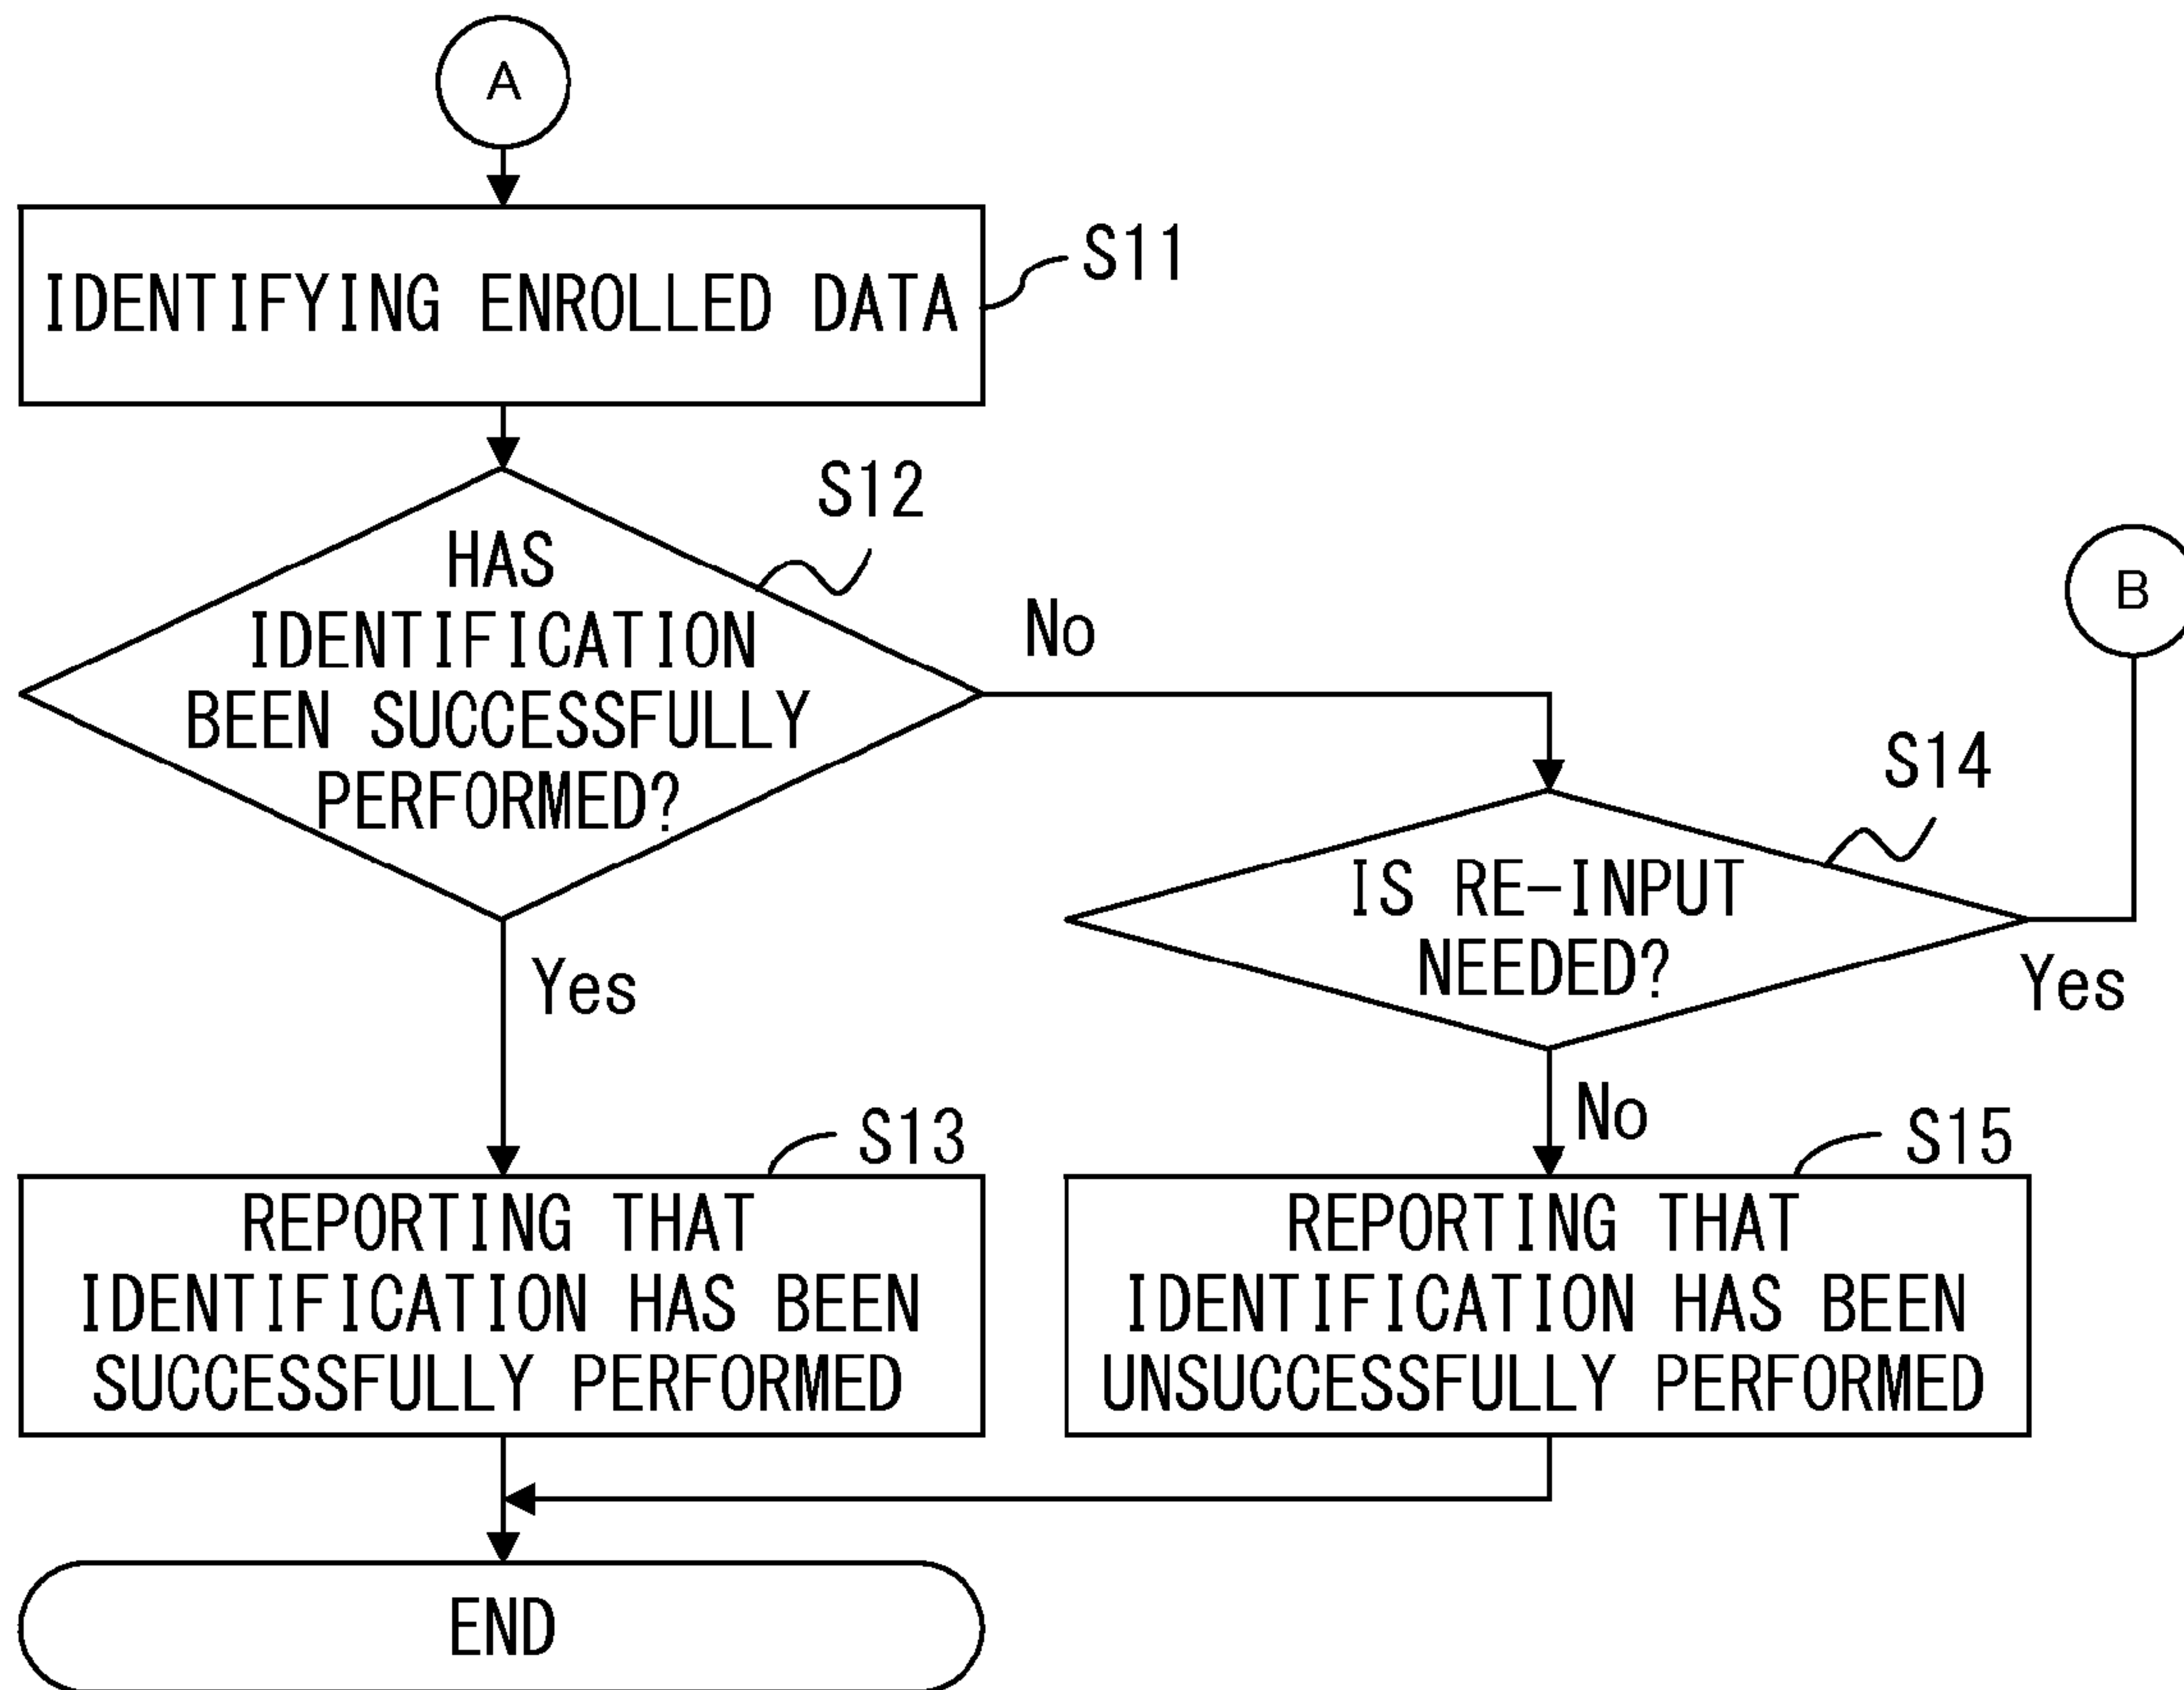 A
IDENTIFYING ENROLLED DATA
S11
S12
HAS
IDENTIFICATION
BEEN SUCCESSFULLY
PERFORMED?
No
B
S14
IS RE-INPUT
NEEDED?
Yes
Yes
No
S13
REPORTING THAT
IDENTIFICATION HAS BEEN
SUCCESSFULLY PERFORMED
S15
REPORTING THAT
IDENTIFICATION HAS BEEN
UNSUCCESSFULLY PERFORMED
END